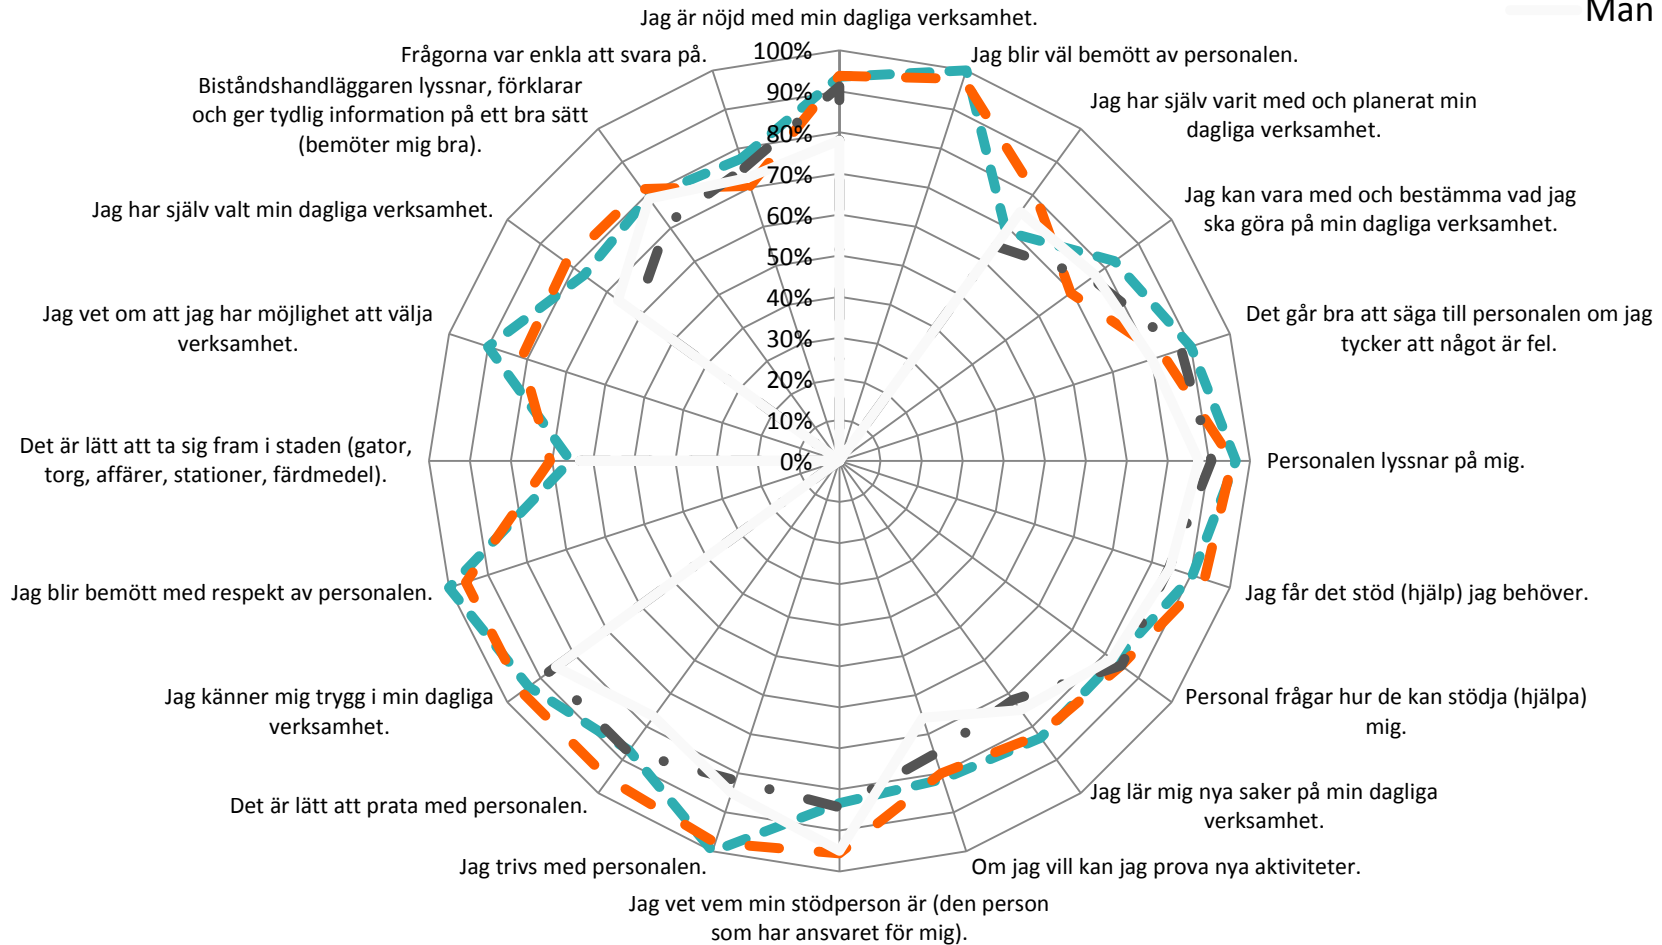 Man
Jag är nöjd med min dagliga verksamhet.
Jag blir väl bemött av personalen.
Jag har själv varit med och planerat min
dagliga verksamhet.
Jag kan vara med och bestämma vad jag
ska göra på min dagliga verksamhet.
Det går bra att säga till personalen om jag
tycker att något är fel.
Personalen lyssnar på mig.
Jag får det stöd (hjälp) jag behöver.
Personal frågar hur de kan stödja (hjälpa)
mig.
Jag lär mig nya saker på min dagliga
verksamhet.
Om jag vill kan jag prova nya aktiviteter.
Jag vet vem min stödperson är (den person
som har ansvaret för mig).
Jag trivs med personalen.
Det är lätt att prata med personalen.
Jag känner mig trygg i min dagliga
verksamhet.
Jag blir bemött med respekt av personalen.
Det är lätt att ta sig fram i staden (gator,
torg, affärer, stationer, färdmedel).
Jag vet om att jag har möjlighet att välja
verksamhet.
Jag har själv valt min dagliga verksamhet.
Biståndshandläggaren lyssnar, förklarar
och ger tydlig information på ett bra sätt
(bemöter mig bra).
Frågorna var enkla att svara på.
100%
90%
80%
70%
60%
50%
40%
30%
20%
10%
0%